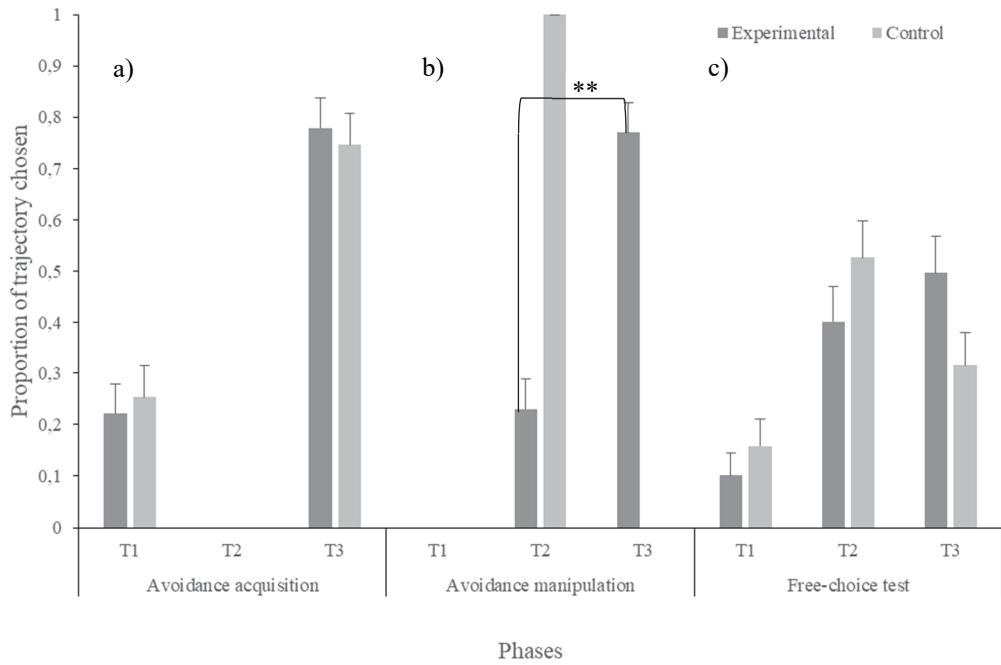 Experimental Control
a) b) c)
**
Proportion of trajectory chosen
1
0,9
0,8
0,7
0,6
0,5
0,4
0,3
0,2
0,1
0
T1 T2 T3 T1 T2 T3 T1 T2 T3
Avoidance acquisition Avoidance manipulation Free-choice test
Phases